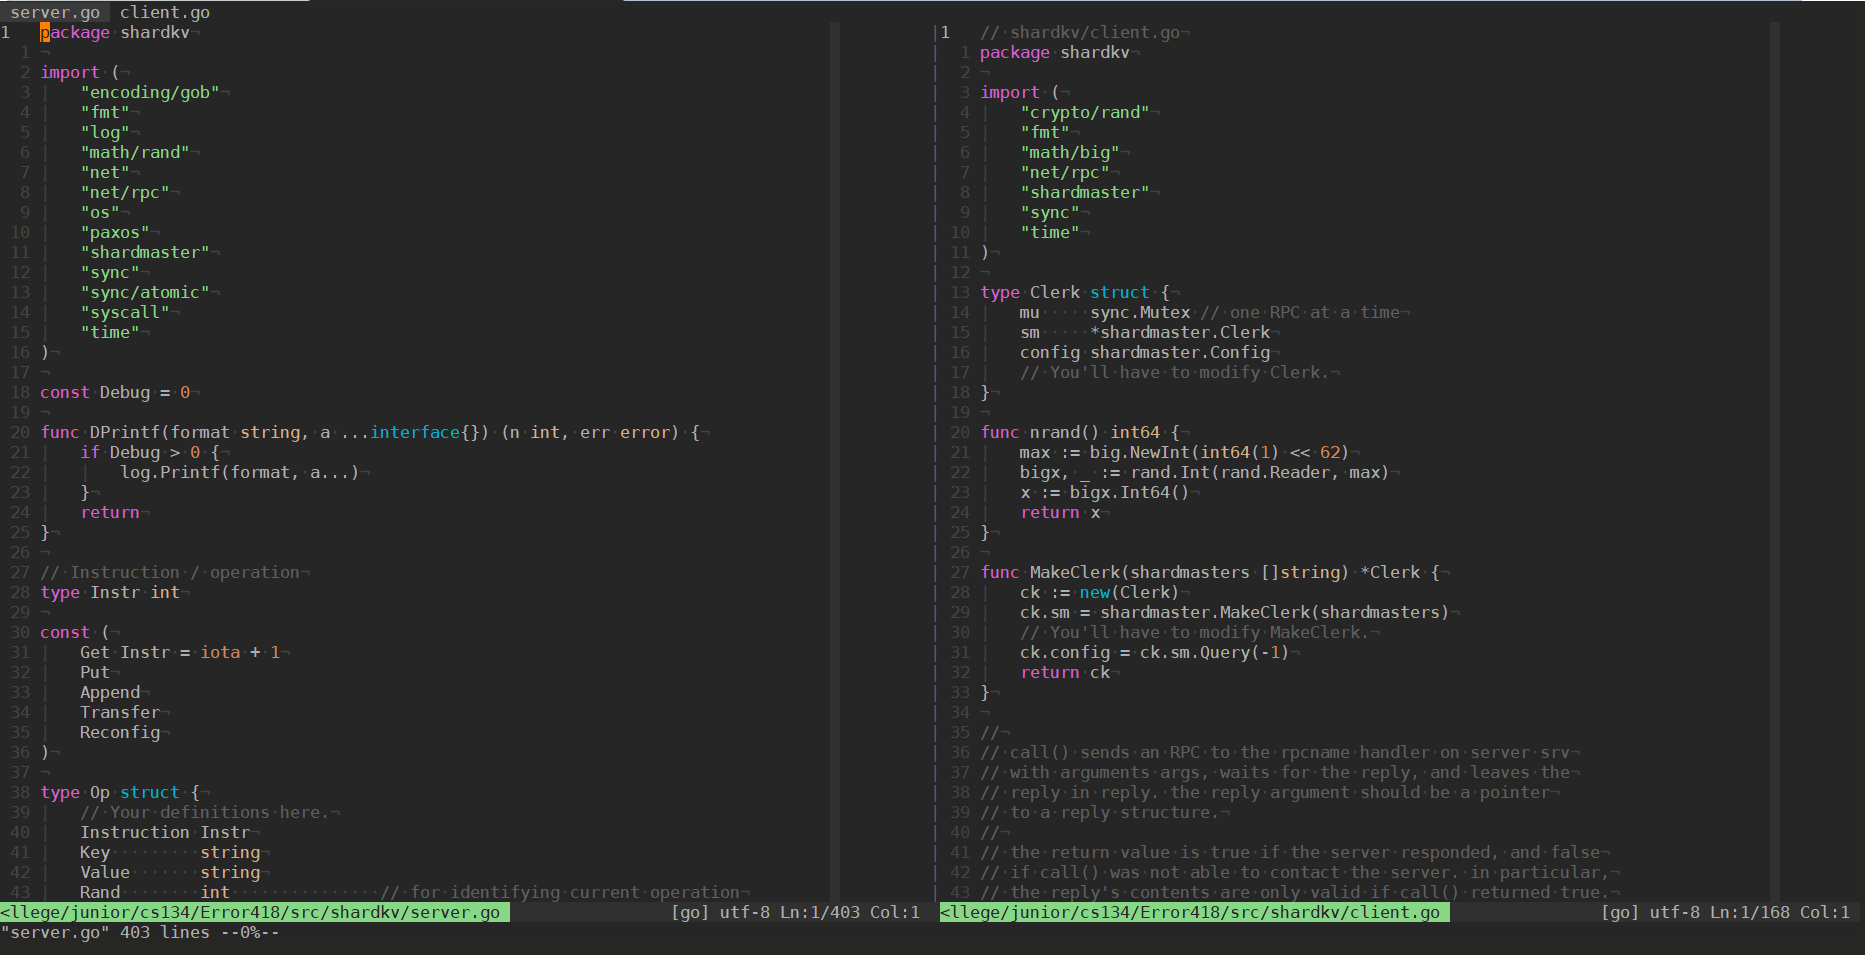 server.go client.go
1 package shardkv¬
1 ¬
2 import (¬
3 "encoding/gob"¬
4 "fmt"¬
5 "log"¬
6 "math/rand"¬
7 "net"¬
8 "net/rpc"¬
9 "os"¬
10 "paxos"¬
11 "shardmaster"¬
12 "sync"¬
13 "sync/atomic"¬
14 "syscall"¬
15 "time"¬
16 )¬
17 ¬
18 const Debug = 0¬
19 ¬
20 func DPrintf(format string, a ...interface{}) (n int, err error) {¬
21 if Debug > 0 {¬
22 log.Printf(format, a...)¬
23 }¬
24 return¬
25 }¬
26 ¬
27 // Instruction / operation¬
28 type Instr int¬
29 ¬
30 const (¬
31 Get Instr = iota + 1¬
32 Put¬
33 Append¬
34 Transfer¬
35 Reconfig¬
36 )¬
37 ¬
38 type Op struct {¬
39 // Your definitions here.¬
40 Instruction Instr¬
41 Key string¬
42 Value string¬
43 Rand int // for identifying current operation¬
<llege/junior/cs134/Error418/src/shardkv/server.go [go] utf-8 Ln:1/403 Col:1
1 // shardkv/client.go¬
1 package shardkv¬
2 ¬
3 import (¬
4 "crypto/rand"¬
5 "fmt"¬
6 "math/big"¬
7 "net/rpc"¬
8 "shardmaster"¬
9 "sync"¬
10 "time"¬
11 )¬
12 ¬
13 type Clerk struct {¬
14 mu sync.Mutex // one RPC at a time¬
15 sm *shardmaster.Clerk¬
16 config shardmaster.Config¬
17 // You'll have to modify Clerk.¬
18 }¬
19 ¬
20 func nrand() int64 {¬
21 max := big.NewInt(int64(1) << 62)¬
22 bigx, _ := rand.Int(rand.Reader, max)¬
23 x := bigx.Int64()¬
24 return x¬
25 }¬
26 ¬
27 func MakeClerk(shardmasters []string) *Clerk {¬
28 ck := new(Clerk)¬
29 ck.sm = shardmaster.MakeClerk(shardmasters)¬
30 // You'll have to modify MakeClerk.¬
31 ck.config = ck.sm.Query(-1)¬
32 return ck¬
33 }¬
34 ¬
35 //¬
36 // call() sends an RPC to the rpcname handler on server srv¬
37 // with arguments args, waits for the reply, and leaves the¬
38 // reply in reply. the reply argument should be a pointer¬
39 // to a reply structure.¬
40 //¬
41 // the return value is true if the server responded, and false¬
42 // if call() was not able to contact the server. in particular,¬
43 // the reply's contents are only valid if call() returned true.¬
<llege/junior/cs134/Error418/src/shardkv/client.go [go] utf-8 Ln:1/168 Col:1
"server.go" 403 lines --0%--